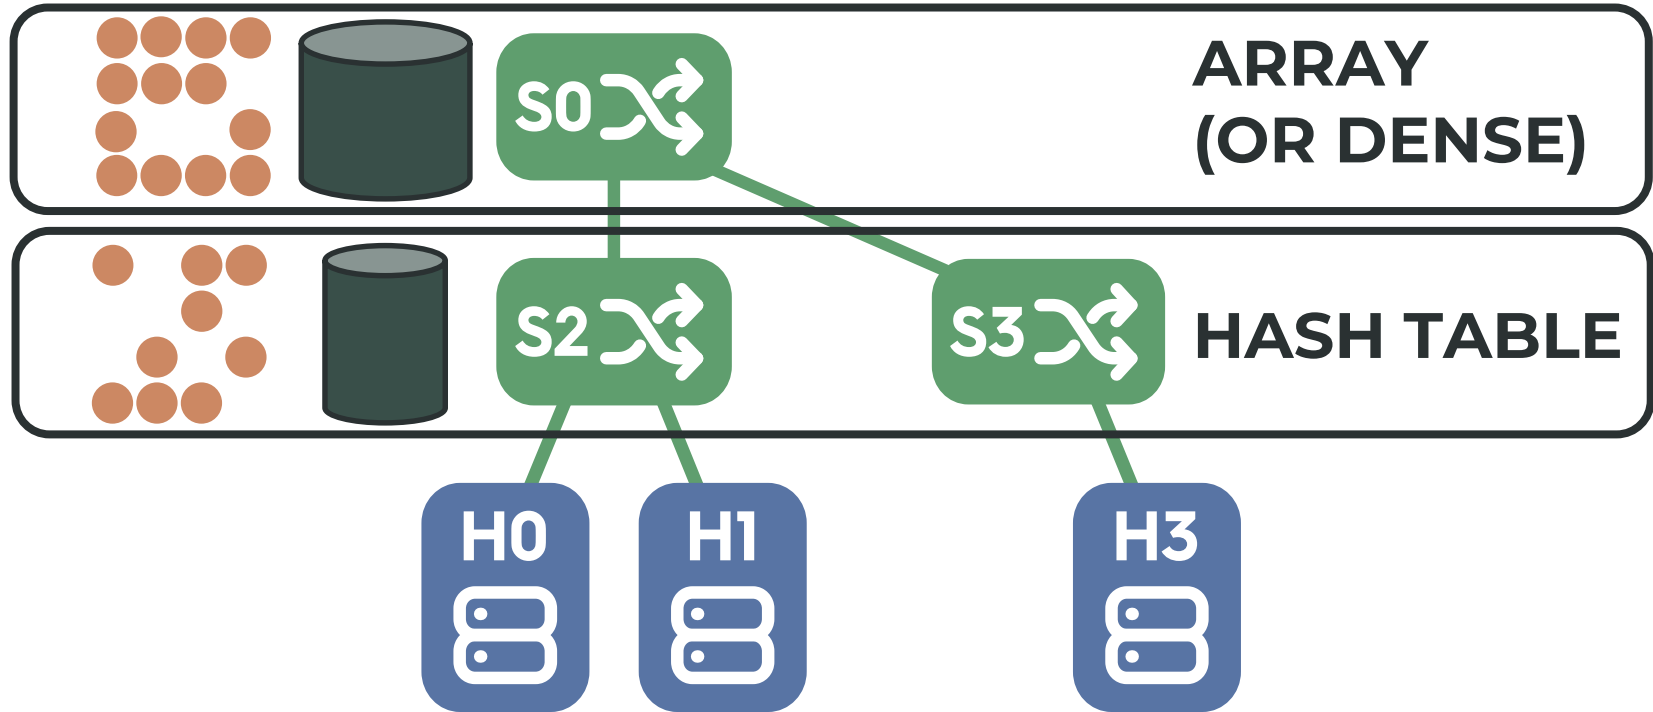 S0
ARRAY
(OR DENSE)
S2
S3
HASH TABLE
H0
H1
H3